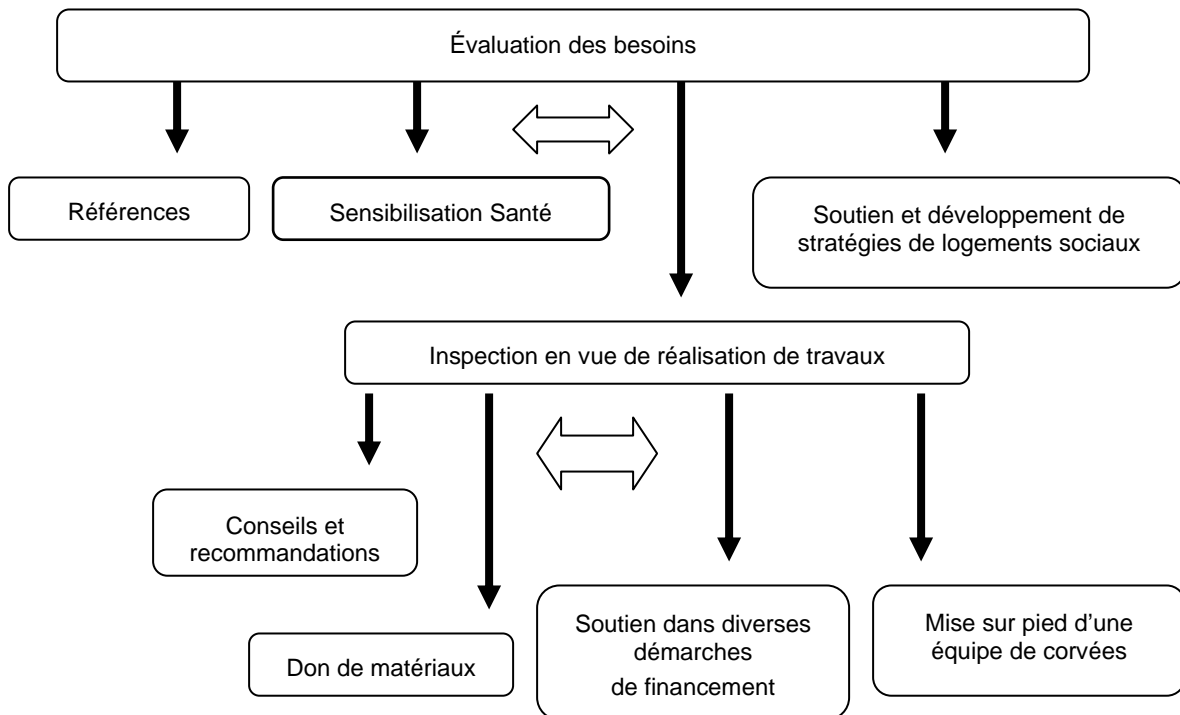 Évaluation des besoins
Références
Sensibilisation Santé
Soutien et développement de
stratégies de logements sociaux
Inspection en vue de réalisation de travaux
Conseils et
recommandations
Don de matériaux
Soutien dans diverses
démarches
de financement
Mise sur pied d’une
équipe de corvées